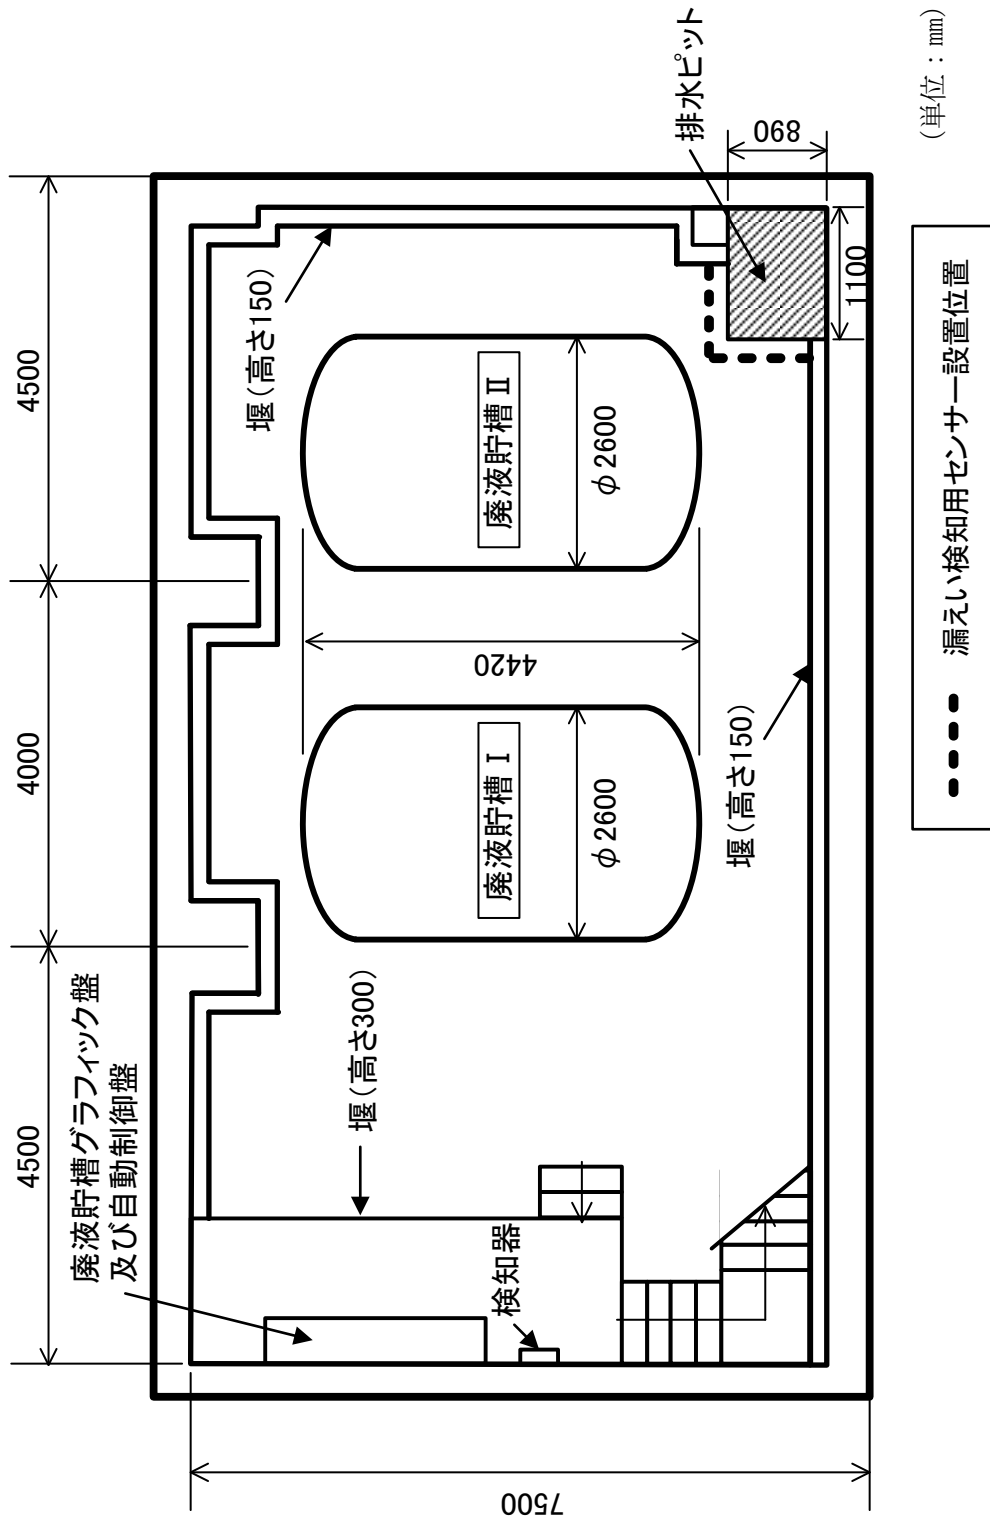 4500
4000
4500
廃液貯槽グラフィック盤
及び自動制御盤
堰(高さ300)
堰(高さ150)
検知器
廃液貯槽 Ⅰ
φ2600
4420
廃液貯槽 Ⅱ
φ2600
堰(高さ150)
排水ピット
890
1100
7500
(単位：mm)
漏えい検知用センサー設置位置